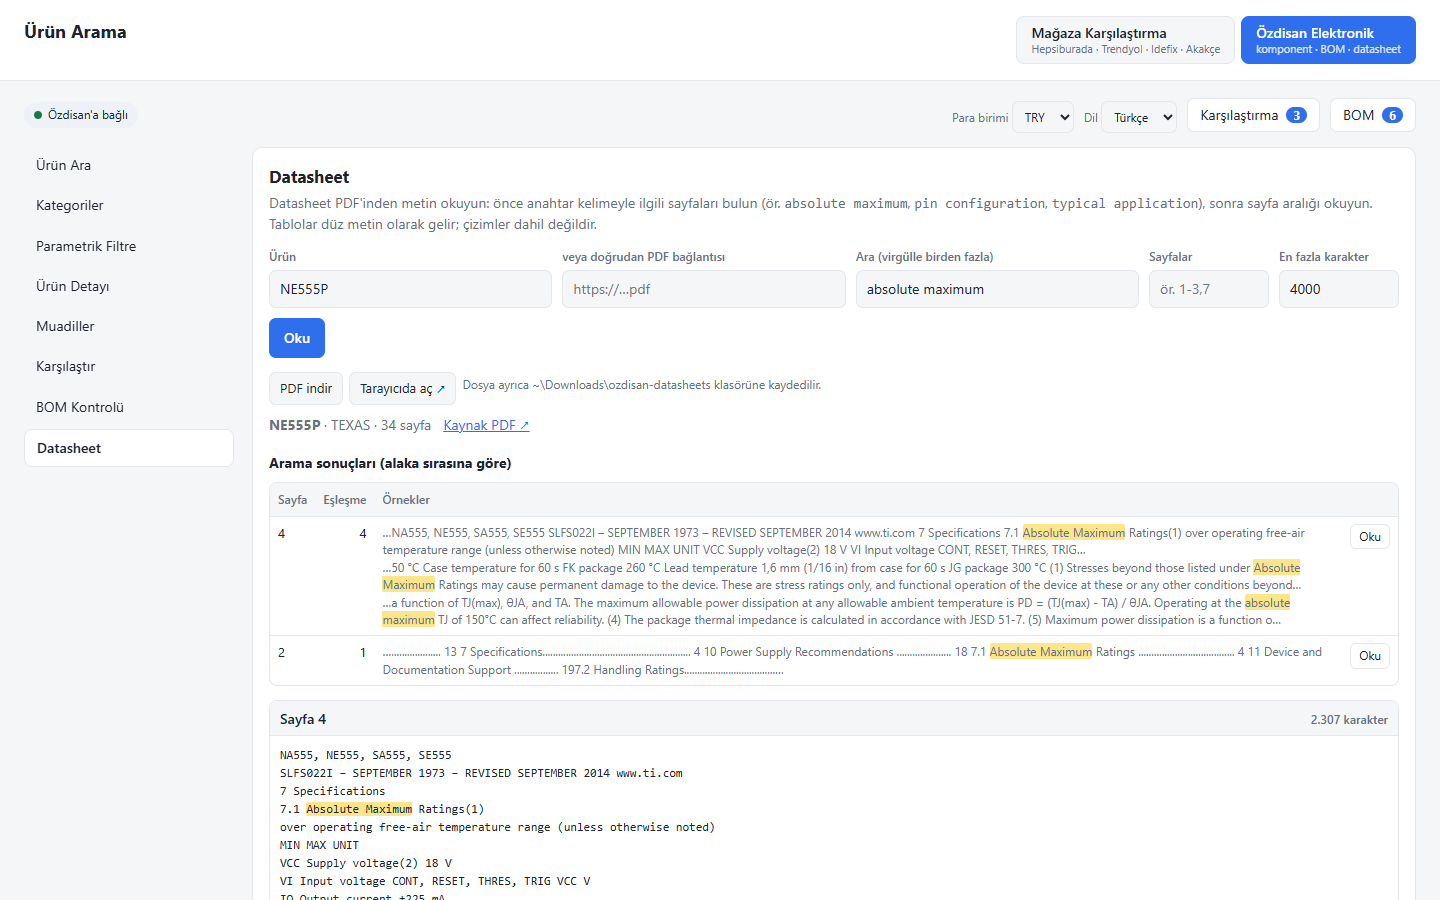 Ürün Arama
Mağaza Karşılaştırma
Hepsiburada · Trendyol · Idefix · Akakçe
Özdisan Elektronik
komponent · BOM · datasheet
Özdisan'a bağlı
Para birimi TRY Dil Türkçe Karşılaştırma 3 BOM 6
Ürün Ara
Kategoriler
Parametrik Filtre
Ürün Detayı
Muadiller
Karşılaştır
BOM Kontrolü
Datasheet
Datasheet
Datasheet PDF'inden metin okuyun: önce anahtar kelimeyle ilgili sayfaları bulun (ör. absolute maximum, pin configuration, typical application), sonra sayfa aralığı okuyun.
Tablolar düz metin olarak gelir; çizimler dahil değildir.
Ürün veya doğrudan PDF bağlantısı Ara (virgülle birden fazla) Sayfalar En fazla karakter
NE555P https://...pdf absolute maximum ör. 1-3,7 4000
Oku
PDF indir Tarayıcıda aç ↗ Dosya ayrıca ~\Downloads\ozdisan-datasheets klasörüne kaydedilir.
NE555P · TEXAS · 34 sayfa Kaynak PDF ↗
Arama sonuçları (alaka sırasına göre)
Sayfa Eşleşme Örnekler
4 4 ...NA555, NE555, SA555, SE555 SLFS022I – SEPTEMBER 1973 – REVISED SEPTEMBER 2014 www.ti.com 7 Specifications 7.1 Absolute Maximum Ratings(1) over operating free-air
temperature range (unless otherwise noted) MIN MAX UNIT VCC Supply voltage(2) 18 V VI Input voltage CONT, RESET, THRES, TRIG...
...50 °C Case temperature for 60 s FK package 260 °C Lead temperature 1,6 mm (1/16 in) from case for 60 s JG package 300 °C (1) Stresses beyond those listed under Absolute
Maximum Ratings may cause permanent damage to the device. These are stress ratings only, and functional operation of the device at these or any other conditions beyond...
...a function of TJ(max), θJA, and TA. The maximum allowable power dissipation at any allowable ambient temperature is PD = (TJ(max) - TA) / θJA. Operating at the absolute
maximum TJ of 150°C can affect reliability. (4) The package thermal impedance is calculated in accordance with JESD 51-7. (5) Maximum power dissipation is a function o...
Oku
2 1 ...................... 13 7 Specifications........................................................ 4 10 Power Supply Recommendations ..................... 18 7.1 Absolute Maximum Ratings ..................................... 4 11 Device and
Documentation Support ................. 197.2 Handling Ratings......................................
Oku
Sayfa 4 2.307 karakter
NA555, NE555, SA555, SE555
SLFS022I – SEPTEMBER 1973 – REVISED SEPTEMBER 2014 www.ti.com
7 Specifications
7.1 Absolute Maximum Ratings(1)
over operating free-air temperature range (unless otherwise noted)
MIN MAX UNIT
VCC Supply voltage(2) 18 V
VI Input voltage CONT, RESET, THRES, TRIG VCC V
IO Output current ±225 mA